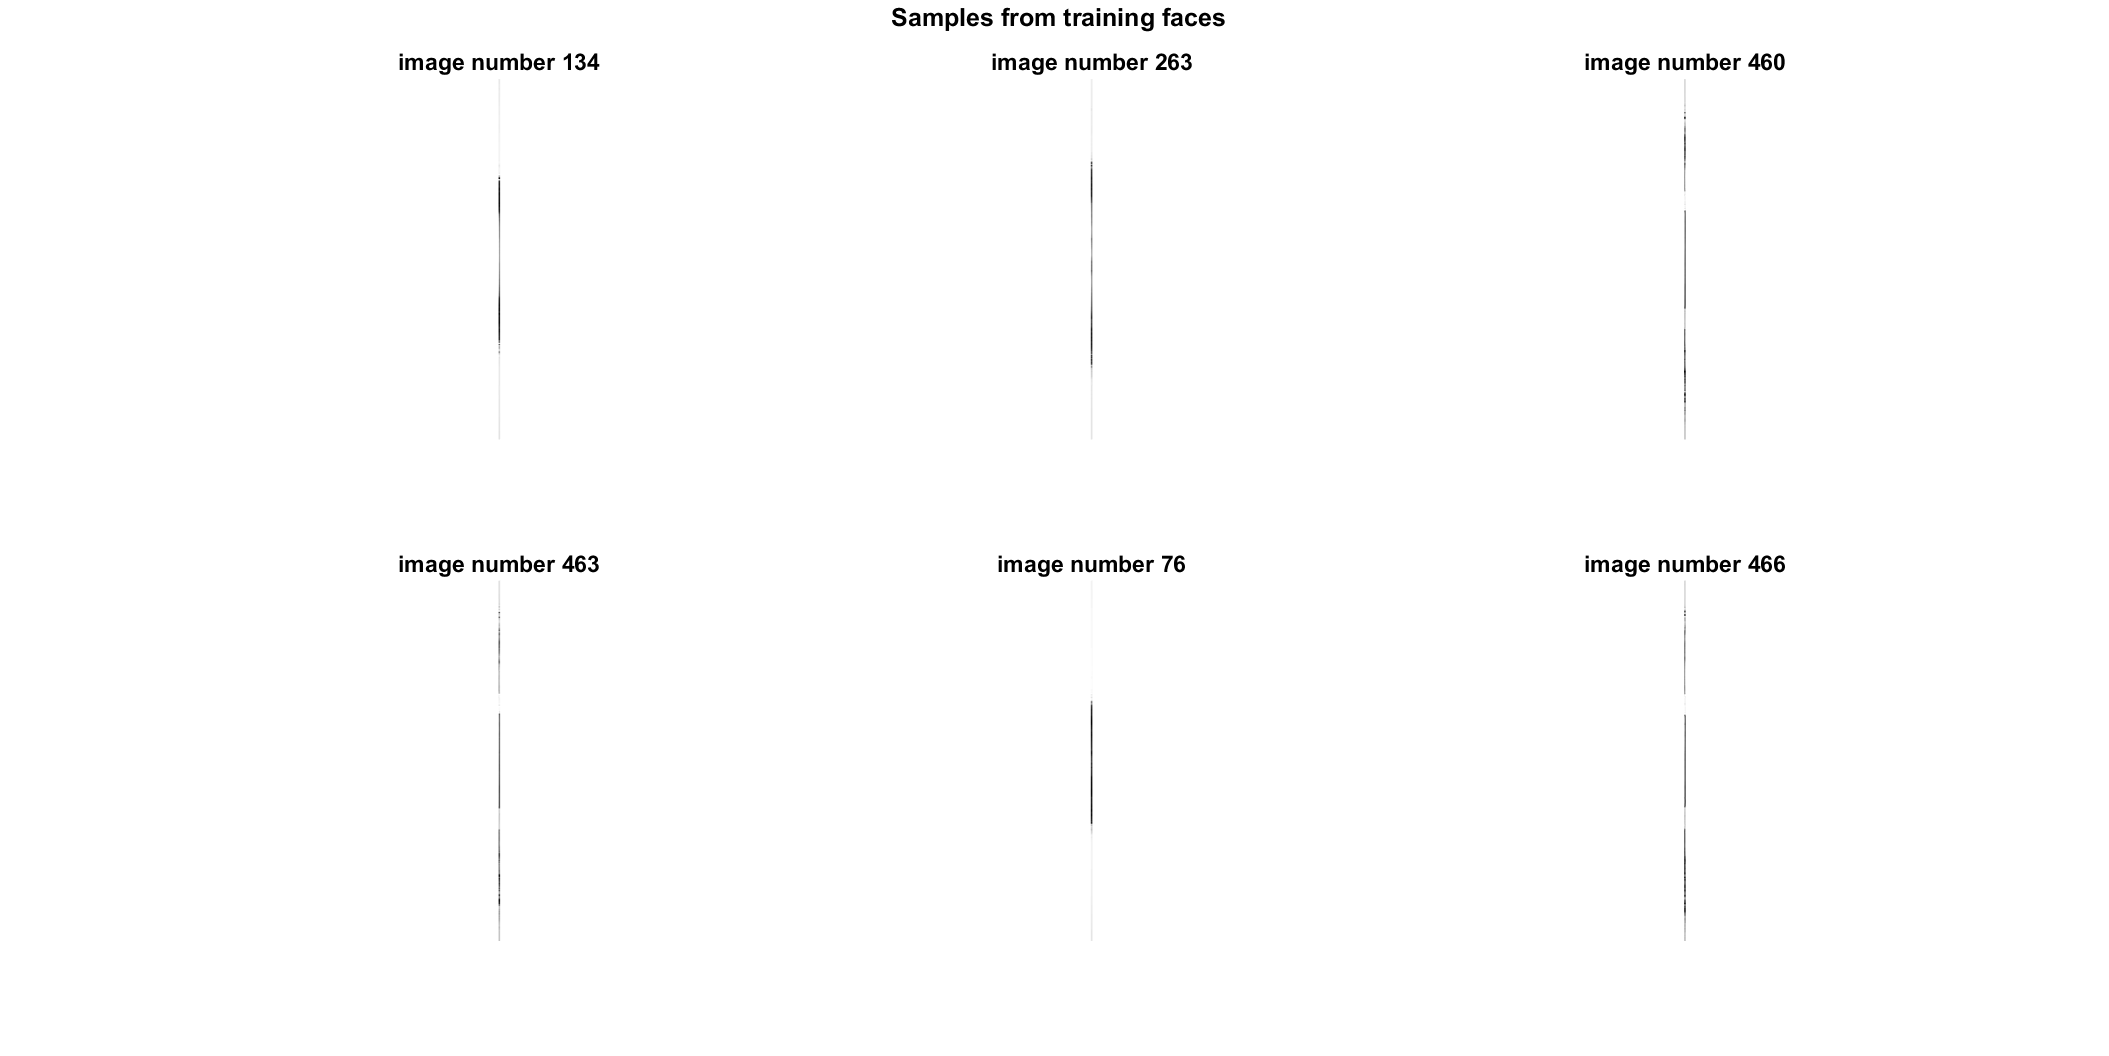 Samples from training faces
image number 134
image number 263
image number 460
image number 463
image number 76
image number 466